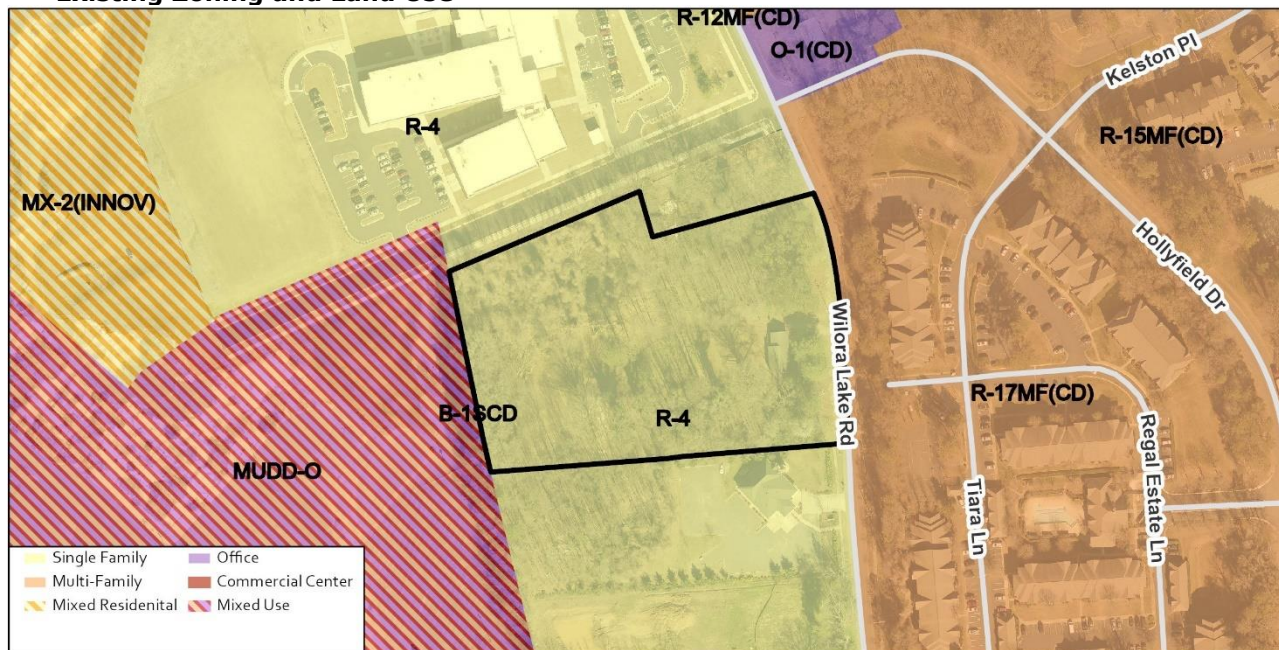 Existing Zoning and Land Use
R-12MF(CD)
O-1(CD)
Kelston Pl
R-4
R-15MF(CD)
MX-2(INNOV)
Hollyfield Dr
Wilora Lake Rd
R-17MF(CD)
B-1SCD
R-4
Regal Estate Ln
MUDD-O
Tiara Ln
Single Family
Office
Multi-Family
Commercial Center
Mixed Residenital
Mixed Use